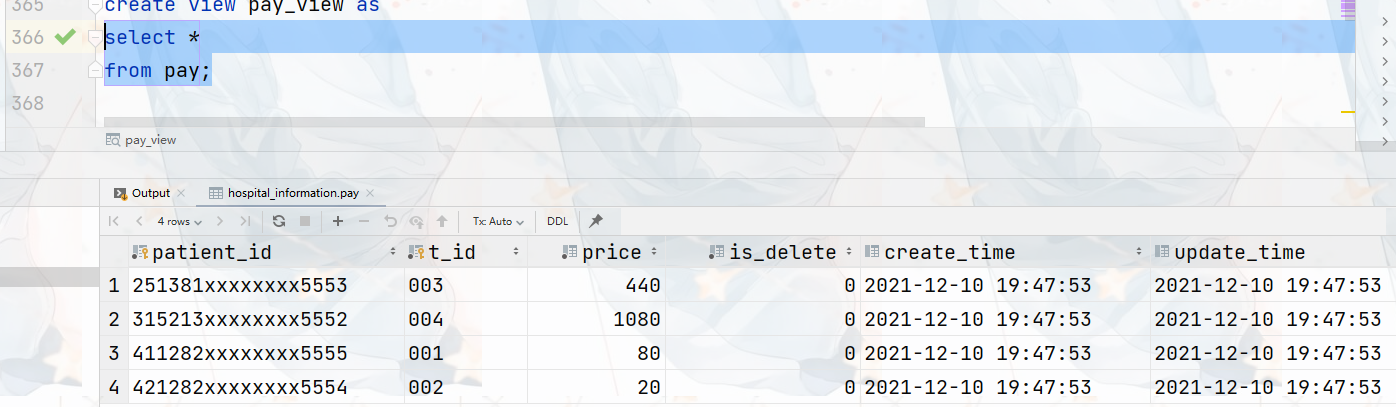 365 create view pay_view as
366 select *
367 from pay;
368
pay_view
Output hospital_information.pay
4 rows Tx: Auto DDL
patient_id t_id price is_delete create_time update_time
1 251381xxxxxxxx5553 003 440 0 2021-12-10 19:47:53 2021-12-10 19:47:53
2 315213xxxxxxxx5552 004 1080 0 2021-12-10 19:47:53 2021-12-10 19:47:53
3 411282xxxxxxxx5555 001 80 0 2021-12-10 19:47:53 2021-12-10 19:47:53
4 421282xxxxxxxx5554 002 20 0 2021-12-10 19:47:53 2021-12-10 19:47:53